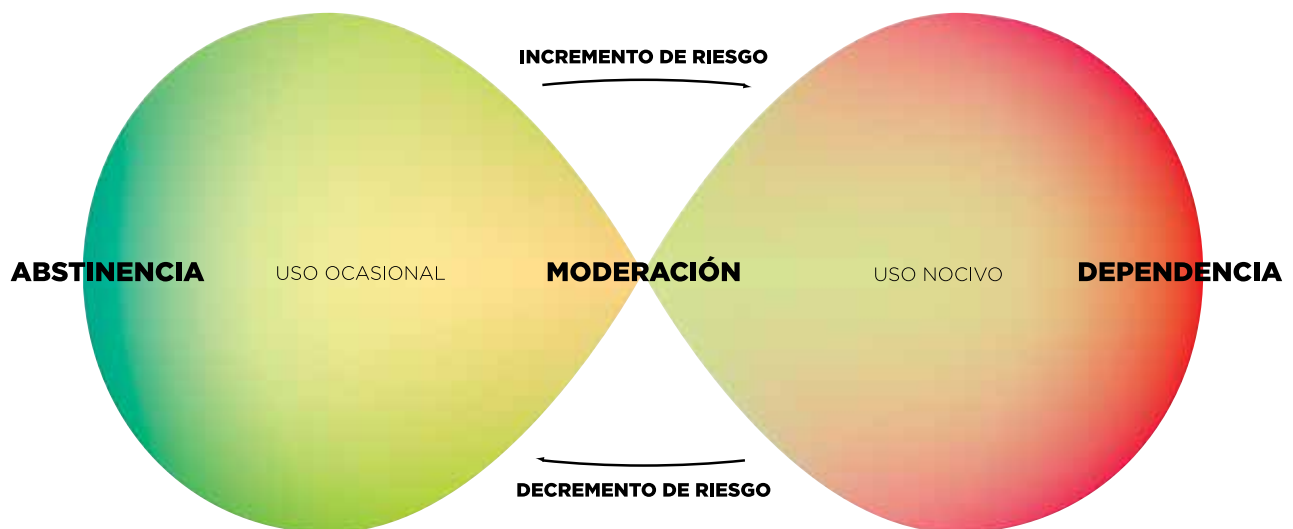 INCREMENTO DE RIESGO
ABSTINENCIA
USO OCASIONAL
MODERACIÓN
USO NOCIVO
DEPENDENCIA
DECREMENTO DE RIESGO